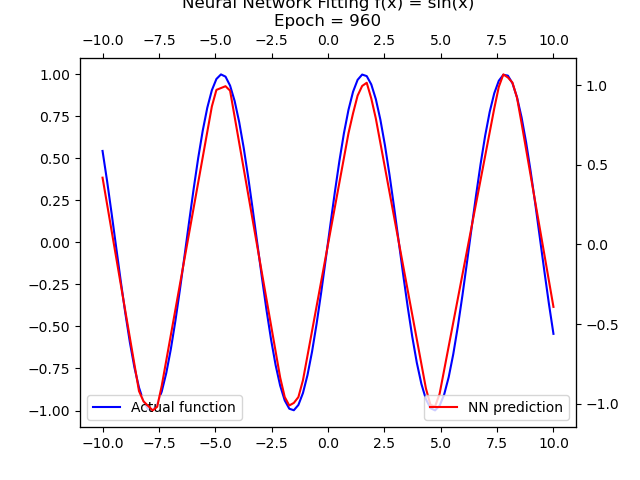 Neural Network Fitting f(x) = sin(x)
Epoch = 960
−10.0 −7.5 −5.0 −2.5 0.0 2.5 5.0 7.5 10.0
1.00
0.75
0.50
0.25
0.00
−0.25
−0.50
−0.75
−1.00
1.0
0.5
0.0
−0.5
−1.0
Actual function
NN prediction
−10.0 −7.5 −5.0 −2.5 0.0 2.5 5.0 7.5 10.0